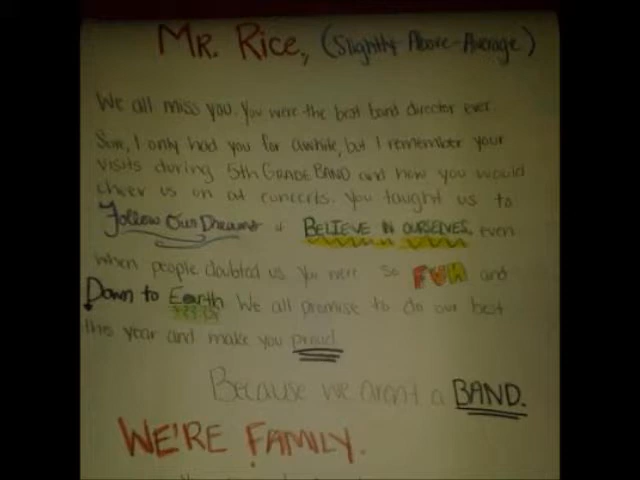 Mr. Rice, (Slightly Above-Average)
We all miss you. You were the best band director ever.
Sure, I only had you for awhile, but I remember your
visits during 5th GRADE BAND and how you would
cheer us on at concerts. You taught us to
Follow Our Dreams & BELIEVE IN OURSELVES, even
when people doubted us. You were so FUN and
Down to Earth. We all promise to do our best
this year and make you proud.
Because we aren't a BAND.
WE'RE FAMILY.